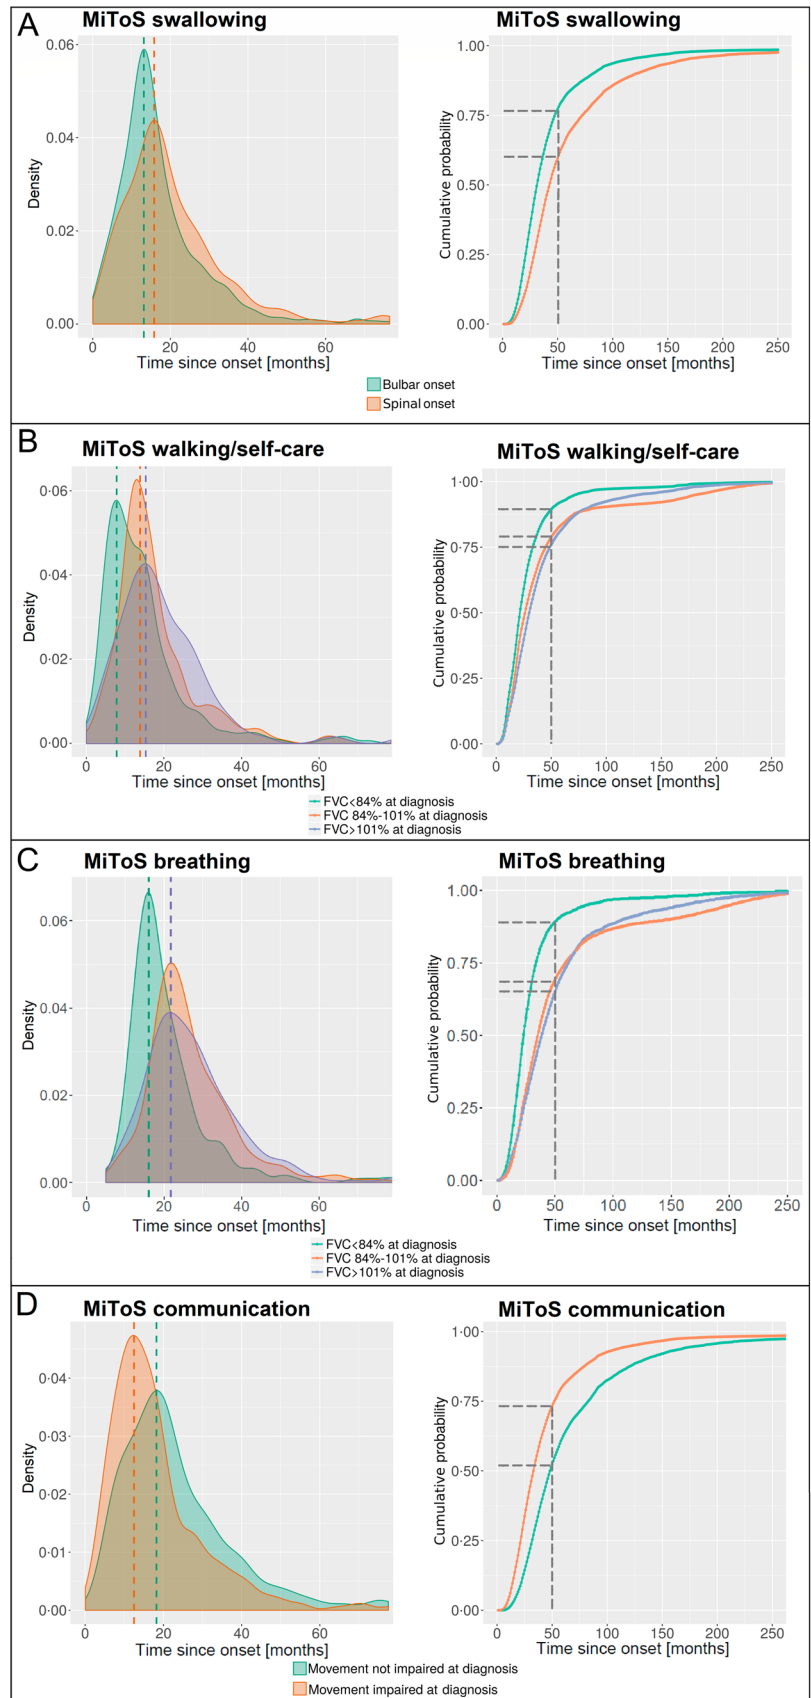 A
MiToS swallowing
MiToS swallowing
0.06
0.04
0.02
0.00
Density
0 20 40 60
Time since onset [months]
1.00
0.75
0.50
0.25
0.00
Cumulative probability
0 50 100 150 200 250
Time since onset [months]
Bulbar onset
Spinal onset
B
MiToS walking/self-care
MiToS walking/self-care
0·06
0·04
0·02
0·00
Density
0 20 40 60
Time since onset [months]
1·00
0·75
0·50
0·25
0·00
Cumulative probability
0 50 100 150 200 250
Time since onset [months]
FVC<84% at diagnosis
FVC 84%-101% at diagnosis
FVC>101% at diagnosis
C
MiToS breathing
MiToS breathing
0.06
0.04
0.02
0.00
Density
0 20 40 60
Time since onset [months]
1.00
0.75
0.50
0.25
0.00
Cumulative probability
0 50 100 150 200 250
Time since onset [months]
FVC<84% at diagnosis
FVC 84%-101% at diagnosis
FVC>101% at diagnosis
D
MiToS communication
MiToS communication
0·04
0·03
0·02
0·01
0·00
Density
0 20 40 60
Time since onset [months]
1·00
0·75
0·50
0·25
0·00
Cumulative probability
0 50 100 150 200 250
Time since onset [months]
Movement not impaired at diagnosis
Movement impaired at diagnosis